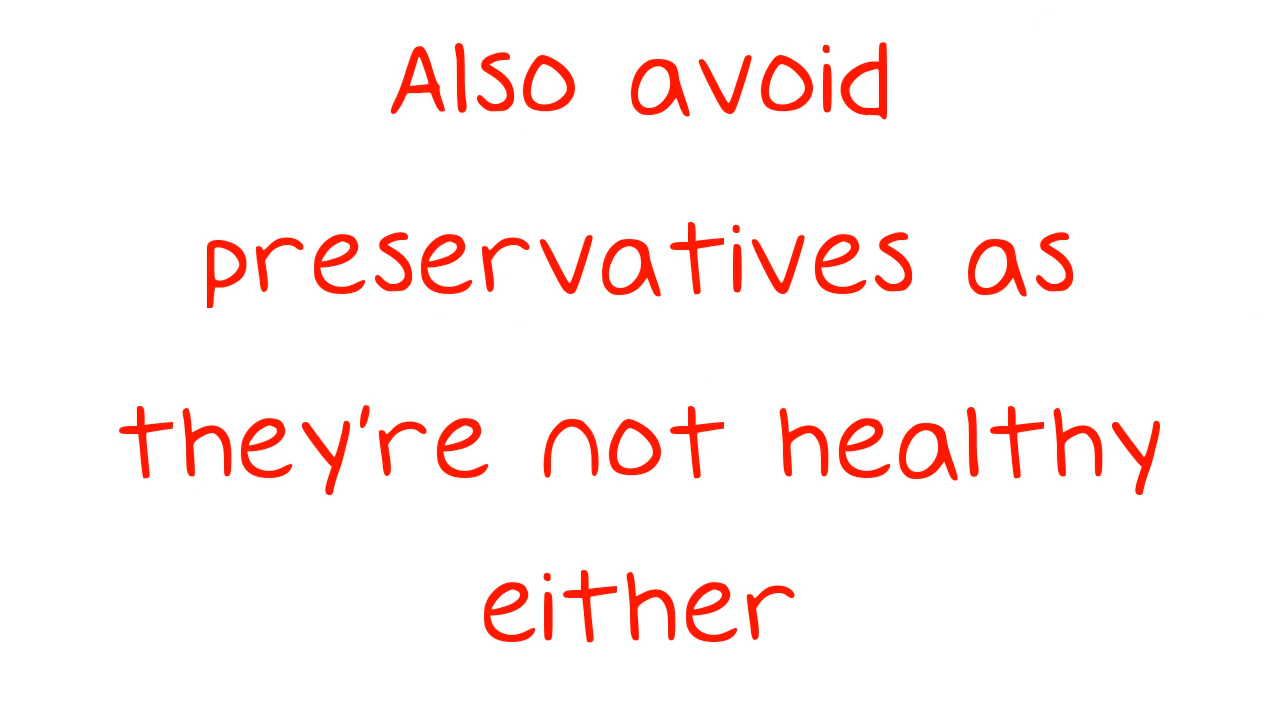 Also avoid
preservatives as
they're not healthy
either